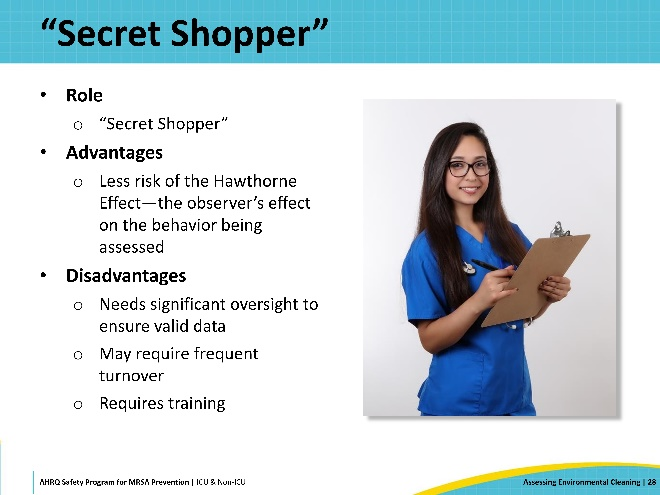 “Secret Shopper”
• Role
o “Secret Shopper”
• Advantages
o Less risk of the Hawthorne
Effect—the observer’s effect
on the behavior being
assessed
• Disadvantages
o Needs significant oversight to
ensure valid data
o May require frequent
turnover
o Requires training
AHRQ Safety Program for MRSA Prevention | ICU & Non-ICU
Assessing Environmental Cleaning | 28